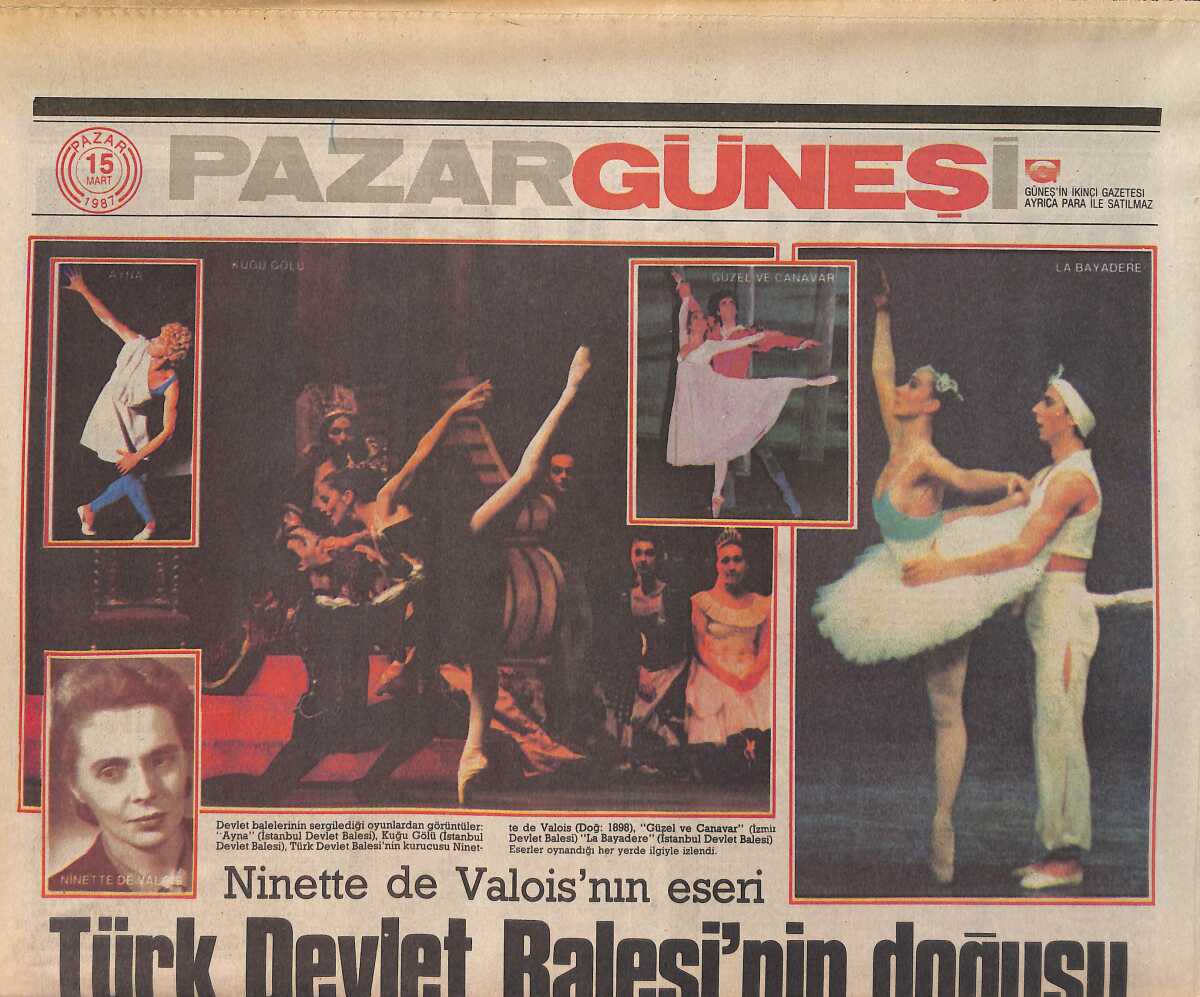 PAZAR
15
MART
1987
PAZAR GÜNEŞİ
G
GÜNEŞ'İN İKİNÇİ GAZETESİ
AYRICA PARA İLE SATILMAZ
AYNA
KUĞU GÖLÜ
GÜZEL VE CANAVAR
LA BAYADERE
NINETTE DE VALOIS
Devlet balelerinin sergilediği oyunlardan görüntüler:
"Ayna" (İstanbul Devlet Balesi), Kuğu Gölü (İstanbul
Devlet Balesi), Türk Devlet Balesi'nin kurucusu Ninet-
te de Valois (Doğ: 1898), "Güzel ve Canavar" (İzmir
Devlet Balesi) "La Bayadere" (İstanbul Devlet Balesi)
Eserler oynandığı her yerde ilgiyle izlendi.
Ninette de Valois'nın eseri
Türk Devlet Balesi'nin doğuşu